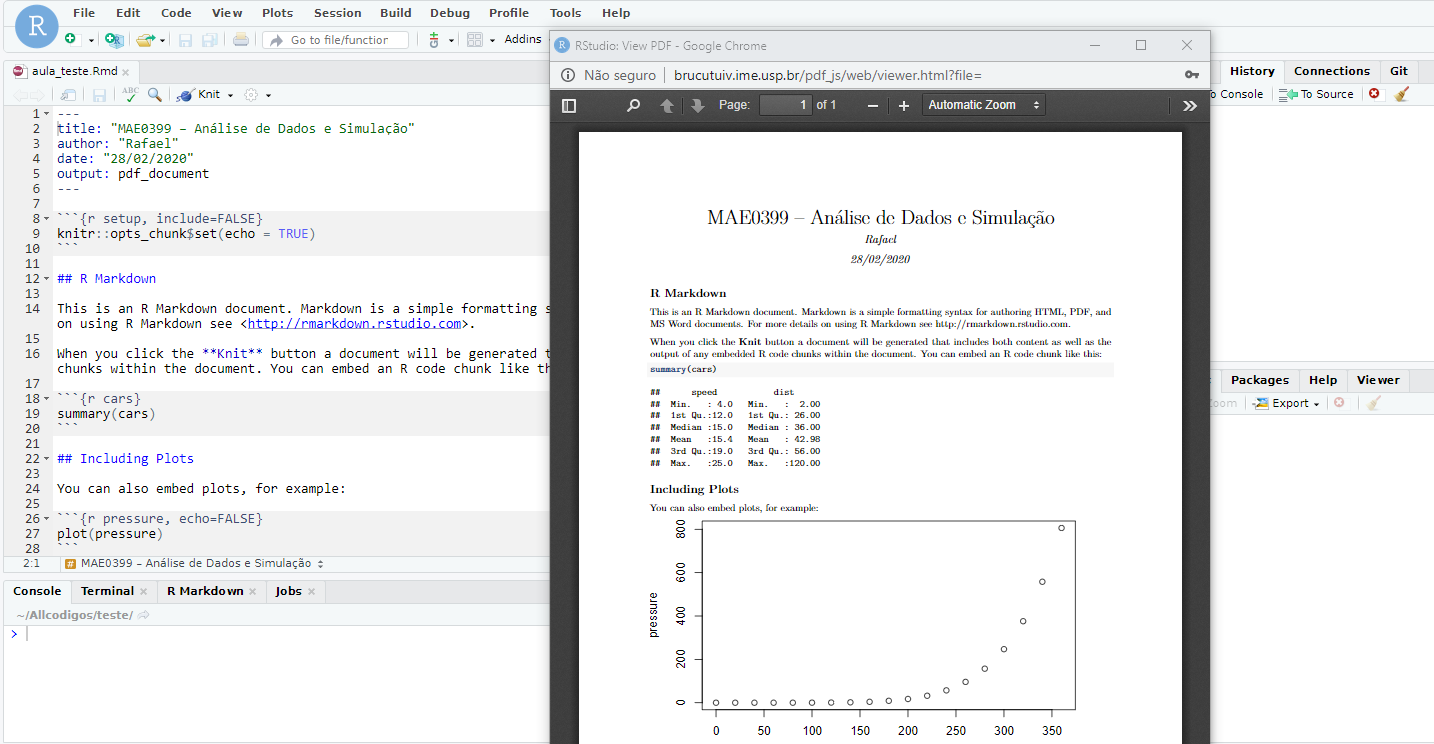 R
File Edit Code View Plots Session Build Debug Profile Tools Help
Go to file/function Addins
aula_teste.Rmd
ABC Knit
1 ---
2 title: "MAE0399 – Análise de Dados e Simulação"
3 author: "Rafael"
4 date: "28/02/2020"
5 output: pdf_document
6 ---
7
8 ```{r setup, include=FALSE}
9 knitr::opts_chunk$set(echo = TRUE)
10 ```
11
12 ## R Markdown
13
14 This is an R Markdown document. Markdown is a simple formatting s
on using R Markdown see <http://rmarkdown.rstudio.com>.
15
16 When you click the **Knit** button a document will be generated t
chunks within the document. You can embed an R code chunk like th
17
18 ```{r cars}
19 summary(cars)
20 ```
21
22 ## Including Plots
23
24 You can also embed plots, for example:
25
26 ```{r pressure, echo=FALSE}
27 plot(pressure)
28 ```
2:1 # MAE0399 – Análise de Dados e Simulação
Console Terminal R Markdown Jobs
~/Allcodigos/teste/
>
R RStudio: View PDF - Google Chrome
Não seguro brucutuiv.ime.usp.br/pdf_js/web/viewer.html?file=
Page: 1 of 1 Automatic Zoom
MAE0399 – Análise de Dados e Simulação
Rafael
28/02/2020
R Markdown
This is an R Markdown document. Markdown is a simple formatting syntax for authoring HTML, PDF, and
MS Word documents. For more details on using R Markdown see http://rmarkdown.rstudio.com.
When you click the Knit button a document will be generated that includes both content as well as the
output of any embedded R code chunks within the document. You can embed an R code chunk like this:
summary(cars)
## speed dist
## Min. : 4.0 Min. : 2.00
## 1st Qu.:12.0 1st Qu.: 26.00
## Median :15.0 Median : 36.00
## Mean :15.4 Mean : 42.98
## 3rd Qu.:19.0 3rd Qu.: 56.00
## Max. :25.0 Max. :120.00
Including Plots
You can also embed plots, for example:
800
600
400
200
0
pressure
0 50 100 150 200 250 300 350
History Connections Git
o Console To Source
Packages Help Viewer
Zoom Export